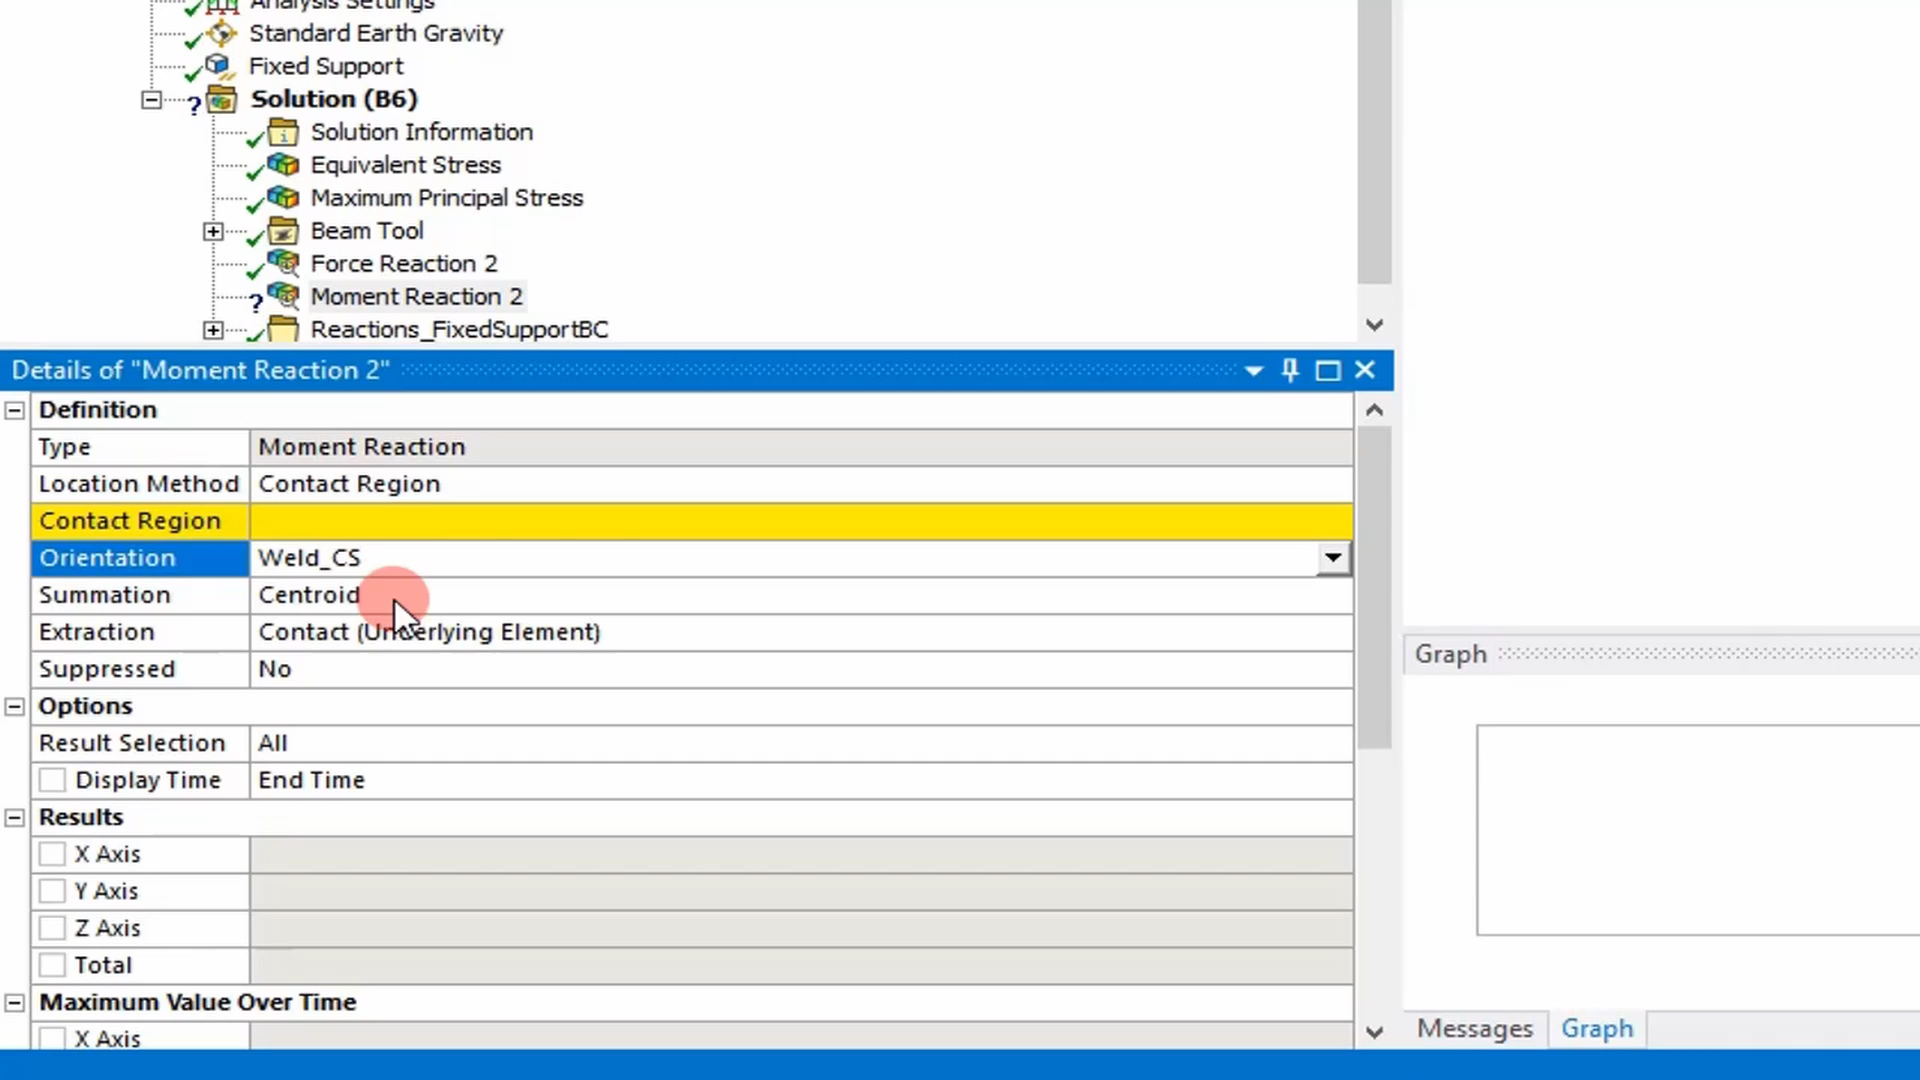 Analysis Settings
Standard Earth Gravity
Fixed Support
Solution (B6)
Solution Information
Equivalent Stress
Maximum Principal Stress
Beam Tool
Force Reaction 2
Moment Reaction 2
Reactions_FixedSupportBC
Details of "Moment Reaction 2"
Definition
Type Moment Reaction
Location Method Contact Region
Contact Region
Orientation Weld_CS
Summation Centroid
Extraction Contact (Underlying Element)
Suppressed No
Options
Result Selection All
Display Time End Time
Results
X Axis
Y Axis
Z Axis
Total
Maximum Value Over Time
X Axis
Graph
Messages Graph